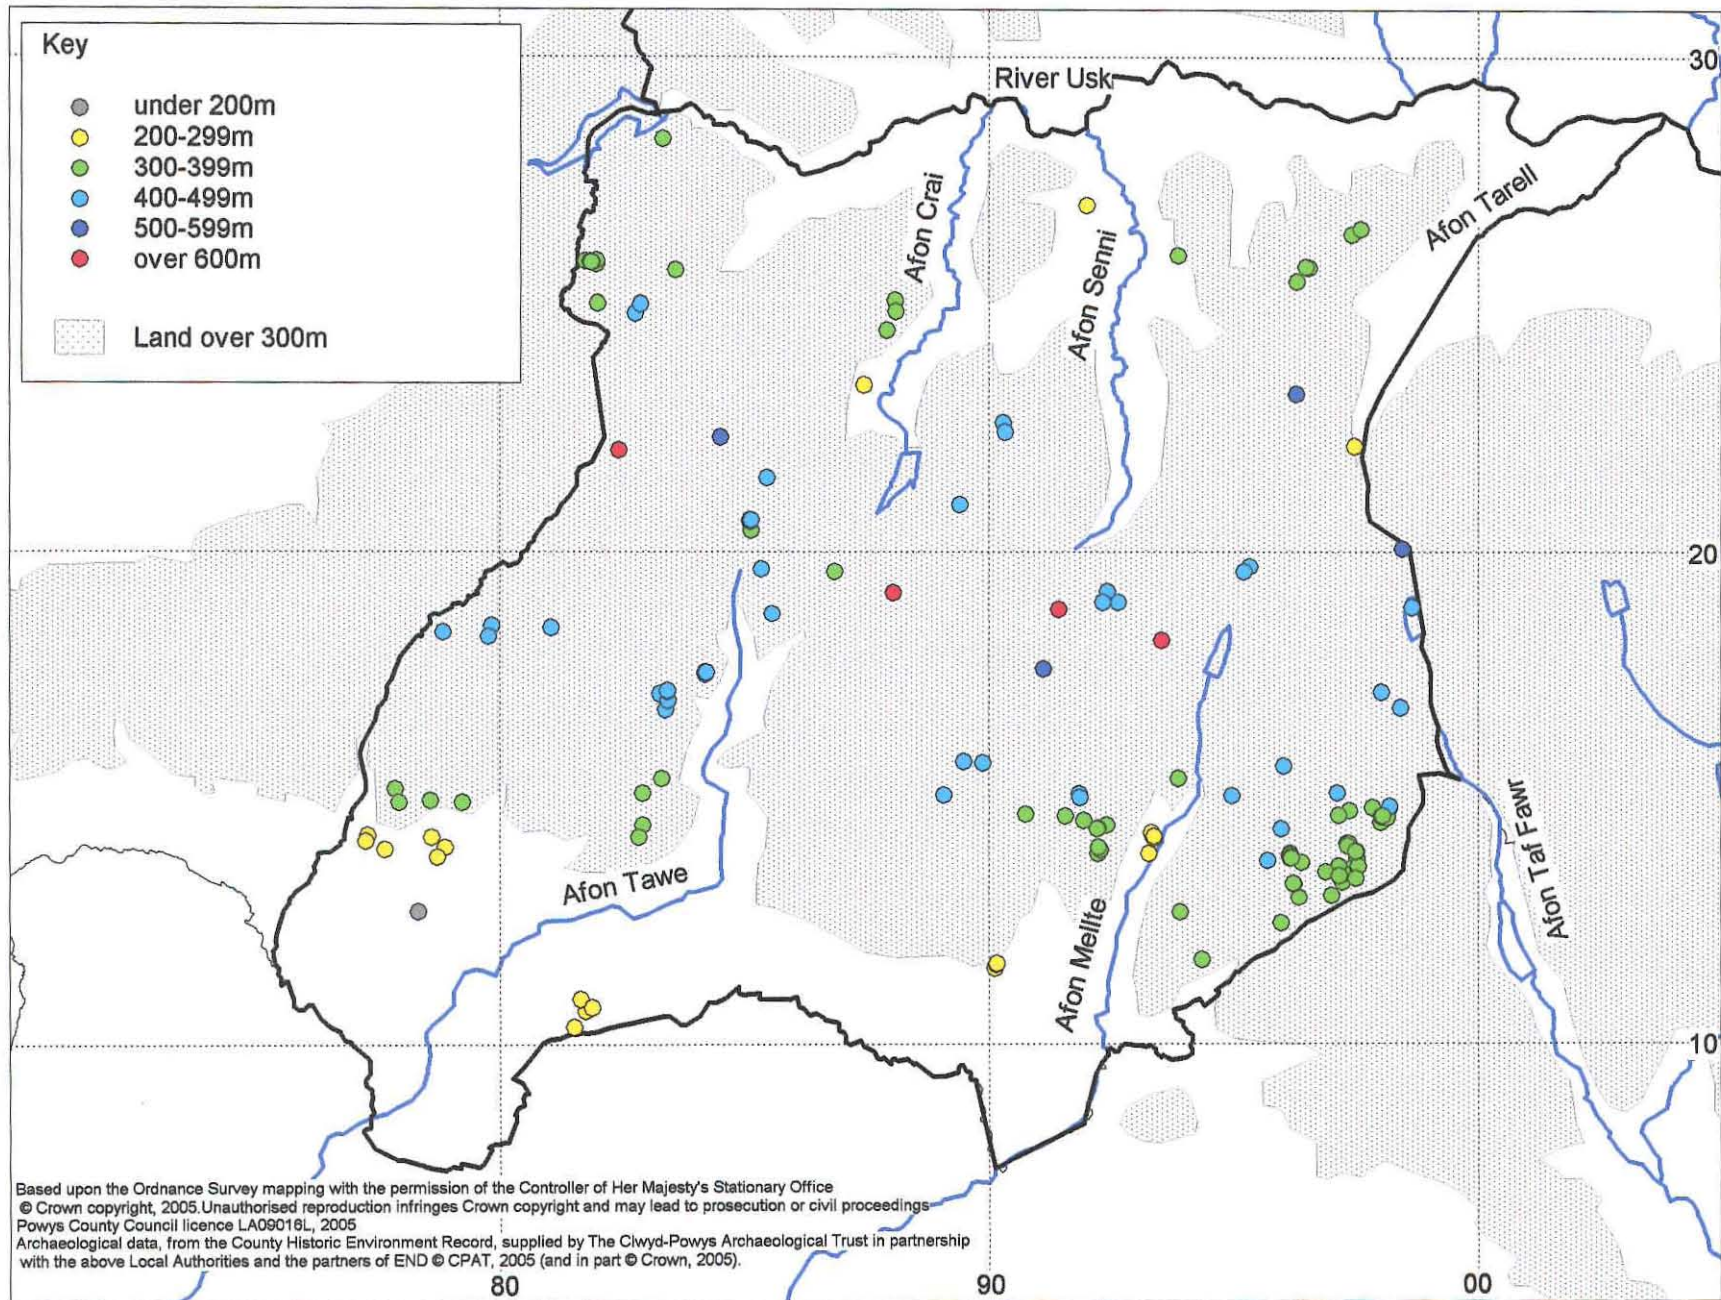 Key
under 200m
200-299m
300-399m
400-499m
500-599m
over 600m
Land over 300m
River Usk
30
Afon Crai
Afon Senni
Afon Tarell
20
Afon Tawe
Afon Mellte
Afon Taf Fawr
10
Based upon the Ordnance Survey mapping with the permission of the Controller of Her Majesty's Stationary Office
© Crown copyright, 2005.Unauthorised reproduction infringes Crown copyright and may lead to prosecution or civil proceedings
Powys County Council licence LA09016L, 2005
Archaeological data, from the County Historic Environment Record, supplied by The Clwyd-Powys Archaeological Trust in partnership
with the above Local Authorities and the partners of END © CPAT, 2005 (and in part © Crown, 2005).
80
90
00